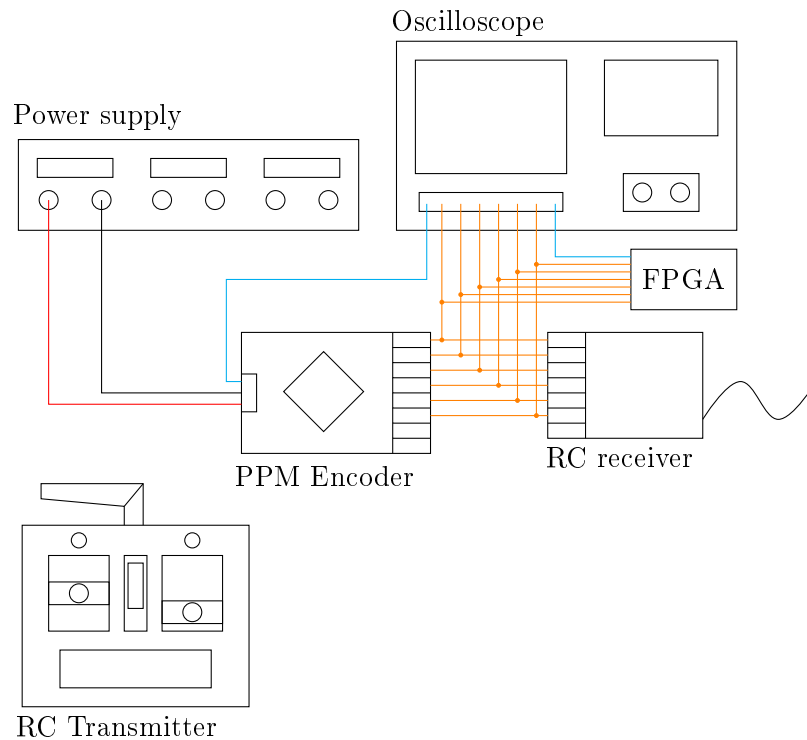 Oscilloscope
Power supply
FPGA
PPM Encoder
RC receiver
RC Transmitter